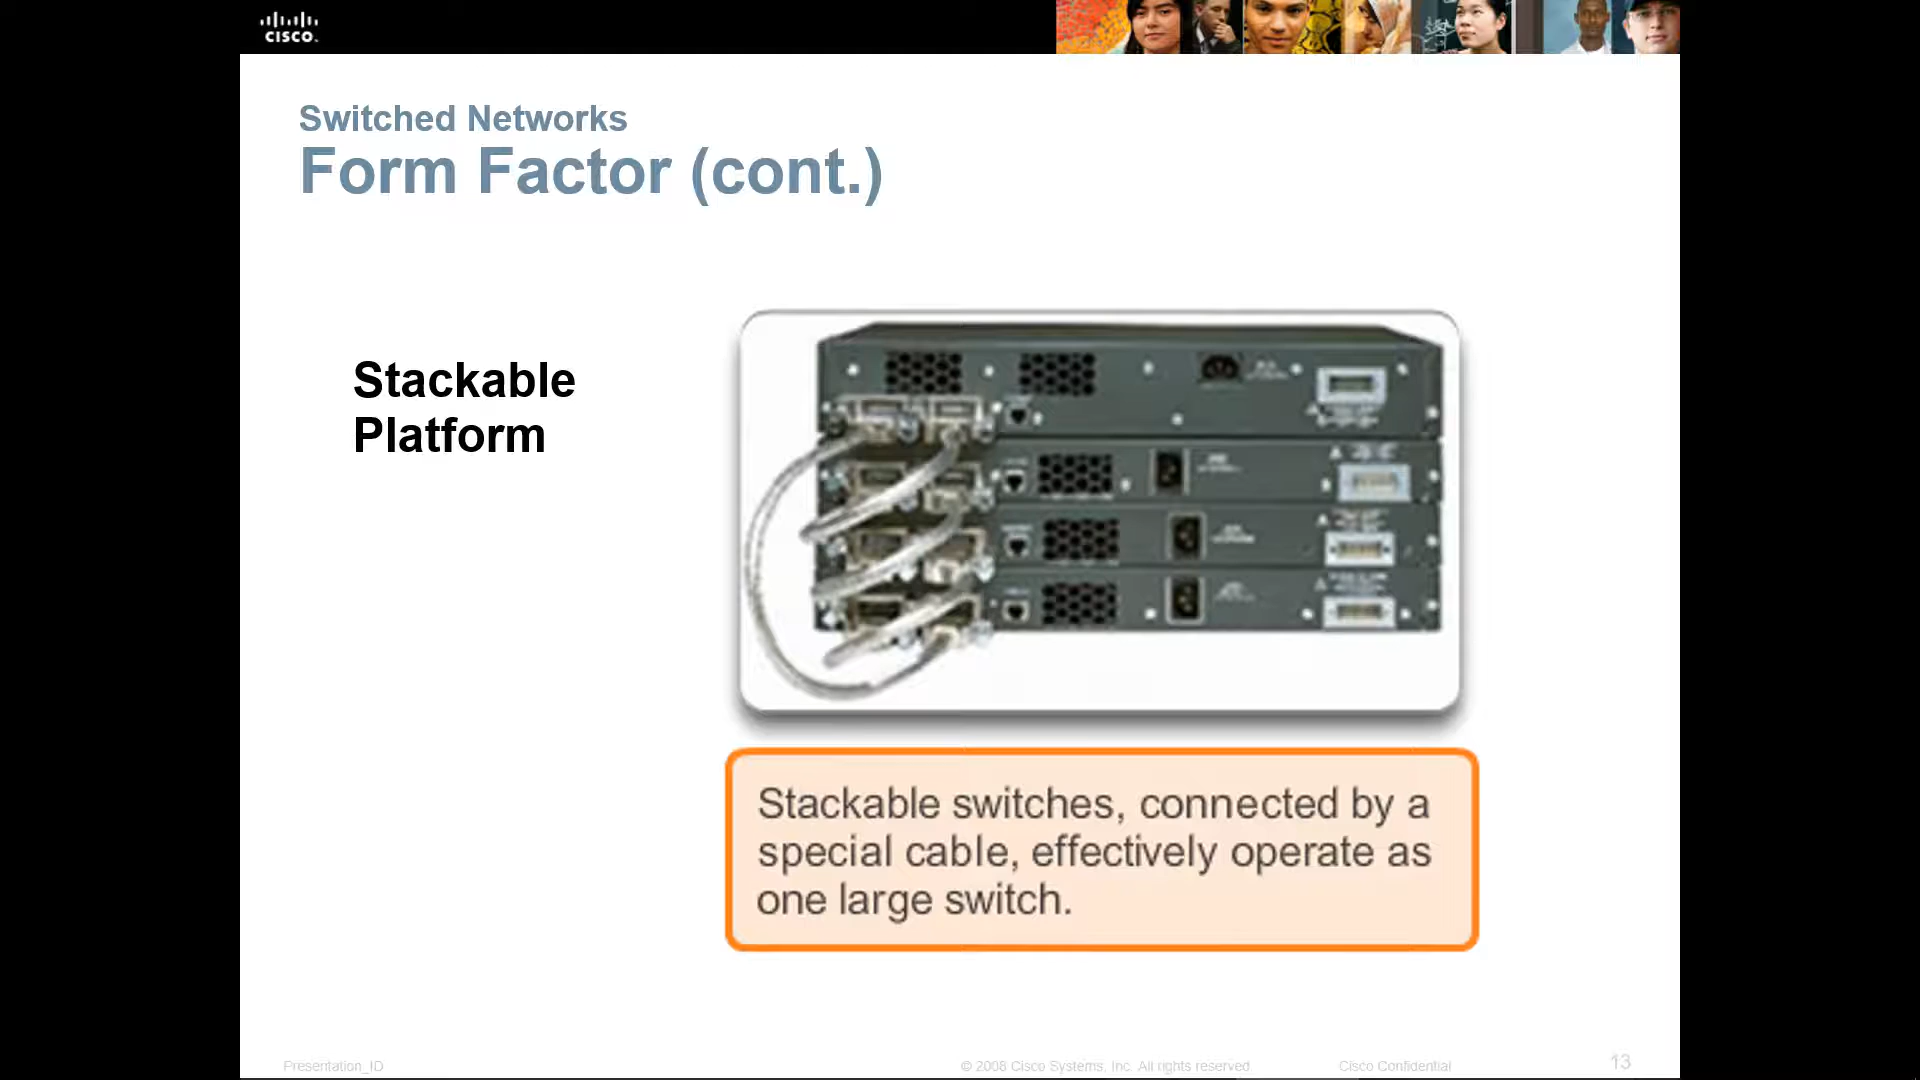 CISCO.
Switched Networks
Form Factor (cont.)
Stackable
Platform
Stackable switches, connected by a
special cable, effectively operate as
one large switch.
Presentation_ID
© 2008 Cisco Systems, Inc. All rights reserved
Cisco Confidential
13